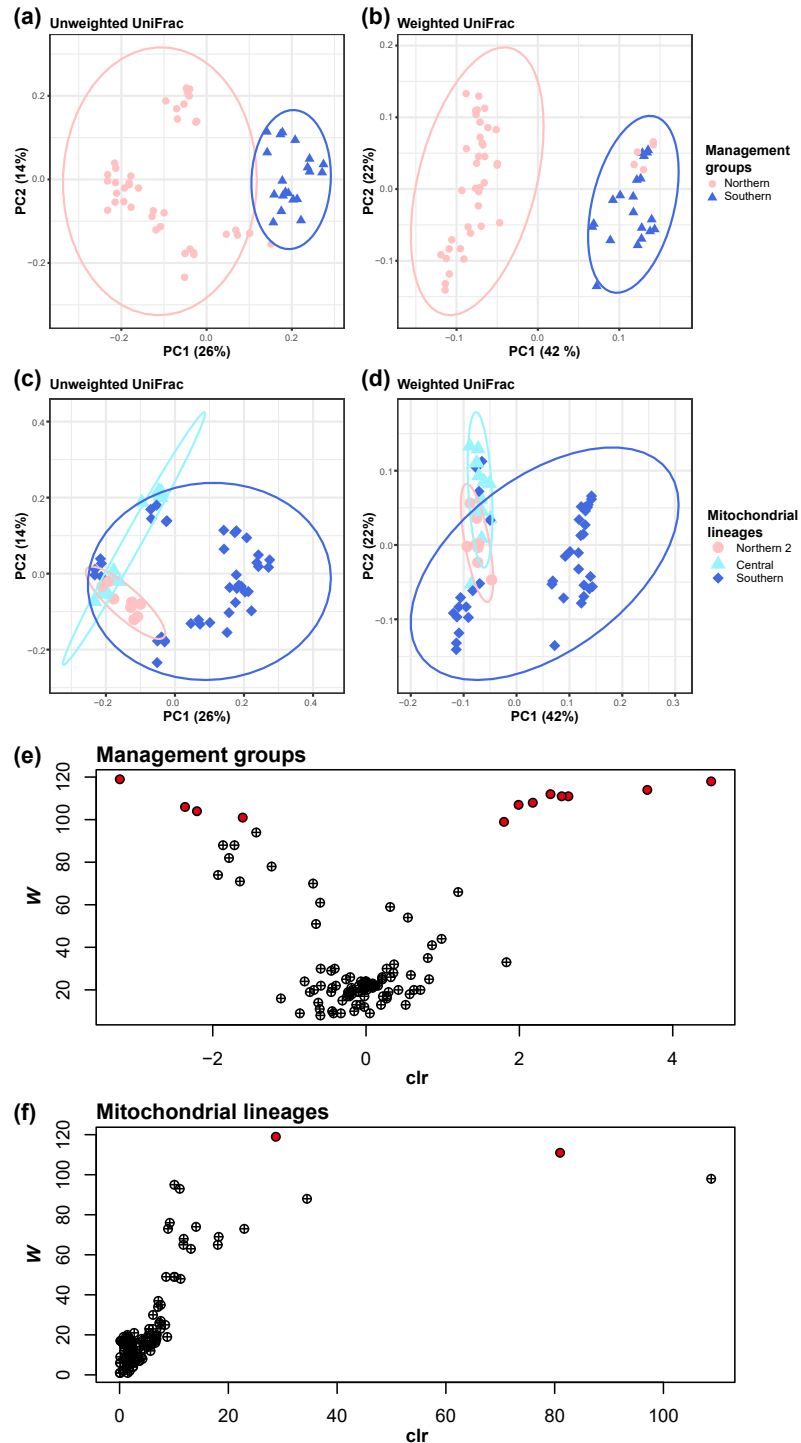 (a)
Unweighted UniFrac
0.2
0.0
−0.2
PC2 (14%)
−0.2
0.0
0.2
PC1 (26%)
(b)
Weighted UniFrac
0.2
0.1
0.0
−0.1
PC2 (22%)
−0.1
0.0
0.1
PC1 (42 %)
Management
groups
Northern
Southern
(c)
Unweighted UniFrac
0.4
0.2
0.0
−0.2
PC2 (14%)
−0.2
0.0
0.2
0.4
PC1 (26%)
(d)
Weighted UniFrac
0.1
0.0
−0.1
PC2 (22%)
−0.2
−0.1
0.0
0.1
0.2
0.3
PC1 (42%)
Mitochondrial
lineages
Northern 2
Central
Southern
(e)
Management groups
120
100
80
60
40
20
W
−2
0
2
4
clr
(f)
Mitochondrial lineages
120
100
80
60
40
20
0
W
0
20
40
60
80
100
clr